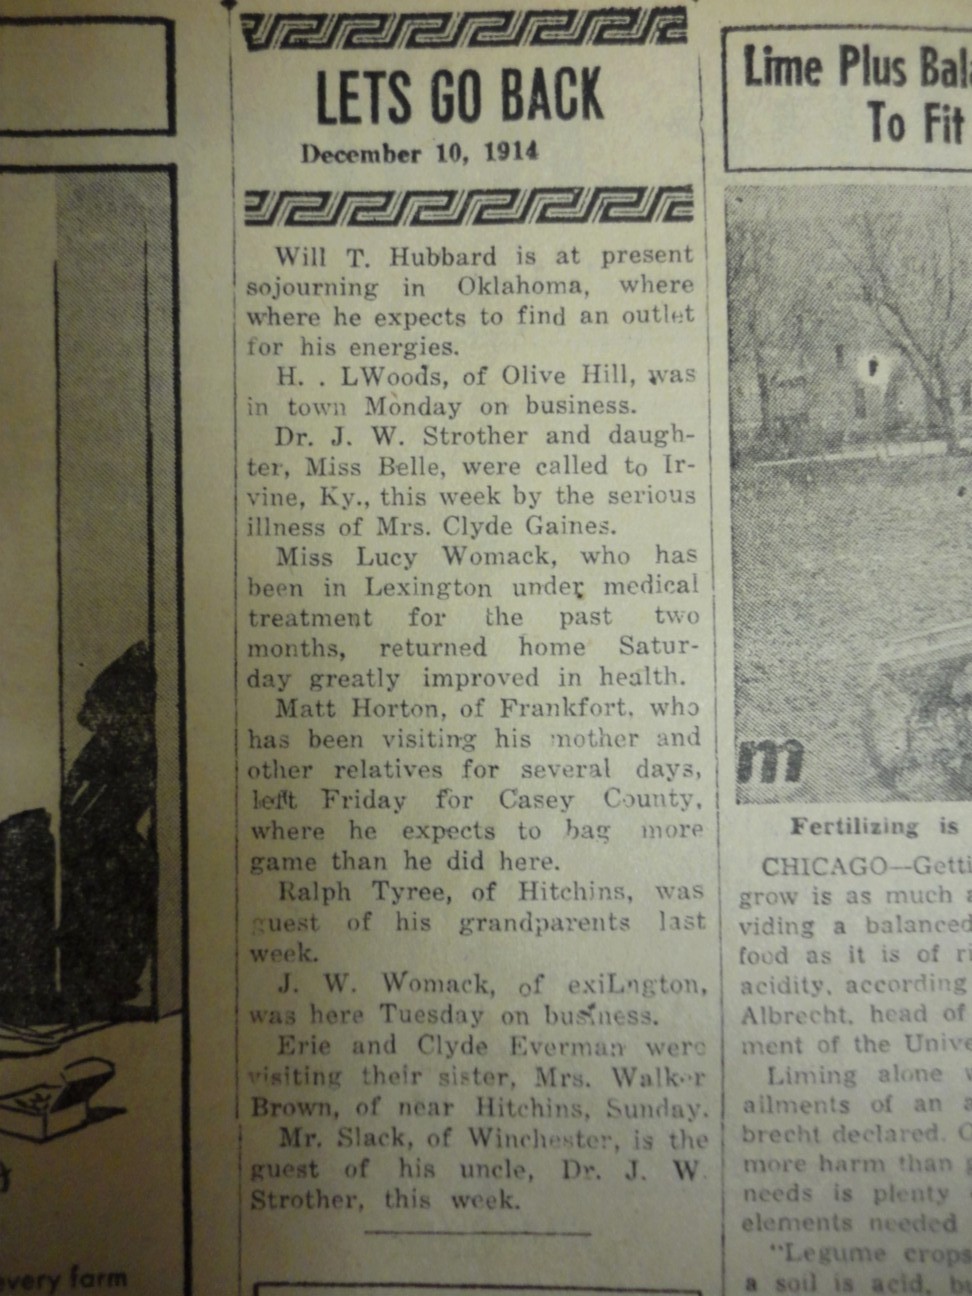 LETS GO BACK
December 10, 1914
Will T. Hubbard is at present
sojourning in Oklahoma, where
where he expects to find an outlet
for his energies.
H. . LWoods, of Olive Hill, was
in town Monday on business.
Dr. J. W. Strother and daugh-
ter, Miss Belle, were called to Ir-
vine, Ky., this week by the serious
illness of Mrs. Clyde Gaines.
Miss Lucy Womack, who has
been in Lexington under medical
treatment for the past two
months, returned home Satur-
day greatly improved in health.
Matt Horton, of Frankfort, who
has been visiting his mother and
other relatives for several days,
left Friday for Casey County,
where he expects to bag more
game than he did here.
Ralph Tyree, of Hitchins, was
guest of his grandparents last
week.
J. W. Womack, of exiLngton,
was here Tuesday on business.
Erie and Clyde Everman were
visiting their sister, Mrs. Walker
Brown, of near Hitchins, Sunday.
Mr. Slack, of Winchester, is the
guest of his uncle, Dr. J. W.
Strother, this week.
every farm
Lime Plus Bal
To Fit
m
Fertilizing is
CHICAGO—Getti
grow is as much a
viding a balanced
food as it is of
acidity, according
Albrecht, head of
ment of the Unive
Liming alone
ailments of an a
brecht declared.
more harm than
needs is plenty
elements needed
"Legume crops
a soil is acid, bu